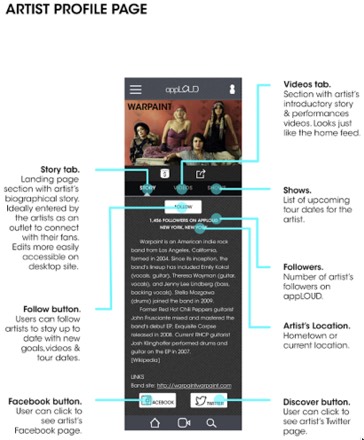 ARTIST PROFILE PAGE
appLOUD
WARPAINT
STORY
VIDEOS
SHOWS
FOLLOW
1,456 FOLLOWERS ON APPLOUD
NEW YORK, NEW YORK
Warpaint is an American indie rock
band from Los Angeles, California,
formed in 2004. Since its inception, the
band's lineup has included Emily Kokal
(vocals, guitar), Theresa Wayman (guitar,
vocals), and Jenny Lee Lindberg (bass,
backing vocals). Stella Mozgawa
(drums) joined the band in 2009.
Former Red Hot Chili Peppers guitarist
John Frusciante mixed and mastered the
band's debut EP, Exquisite Corpse
released in 2008. Current RHCP guitarist
Josh Klinghoffer performed drums and
guitar on the EP in 2007.
[Wikipedia]
LINKS
Band site: http://warpaintwarpaint.com
FACEBOOK
TWITTER
Story tab.
Landing page
section with artist's
biographical story.
Ideally entered by
the artists as an
outlet to connect
with their fans.
Edits more easily
accessible on
desktop site.
Follow button.
Users can follow
artists to stay up to
date with new
goals,videos &
tour dates.
Facebook button.
User can click to
see artist's
Facebook page.
Videos tab.
Section with artist's
introductory story
& performances
videos. Looks just
like the home feed.
Shows.
List of upcoming
tour dates for the
artist.
Followers.
Number of artist's
followers on
appLOUD.
Artist's Location.
Hometown or
current location.
Discover button.
User can click to
see artist's Twitter
page.